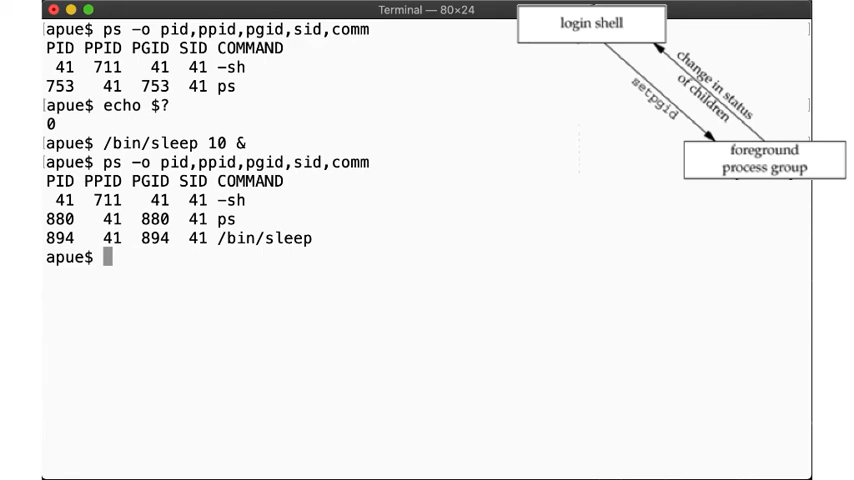 Terminal — 80×24
apue$ ps -o pid,ppid,pgid,sid,comm
PID PPID PGID SID COMMAND
41 711 41 41 -sh
753 41 753 41 ps
apue$ echo $?
0
apue$ /bin/sleep 10 &
apue$ ps -o pid,ppid,pgid,sid,comm
PID PPID PGID SID COMMAND
41 711 41 41 -sh
880 41 880 41 ps
894 41 894 41 /bin/sleep
apue$
login shell
setpgid
change in status
of children
foreground
process group